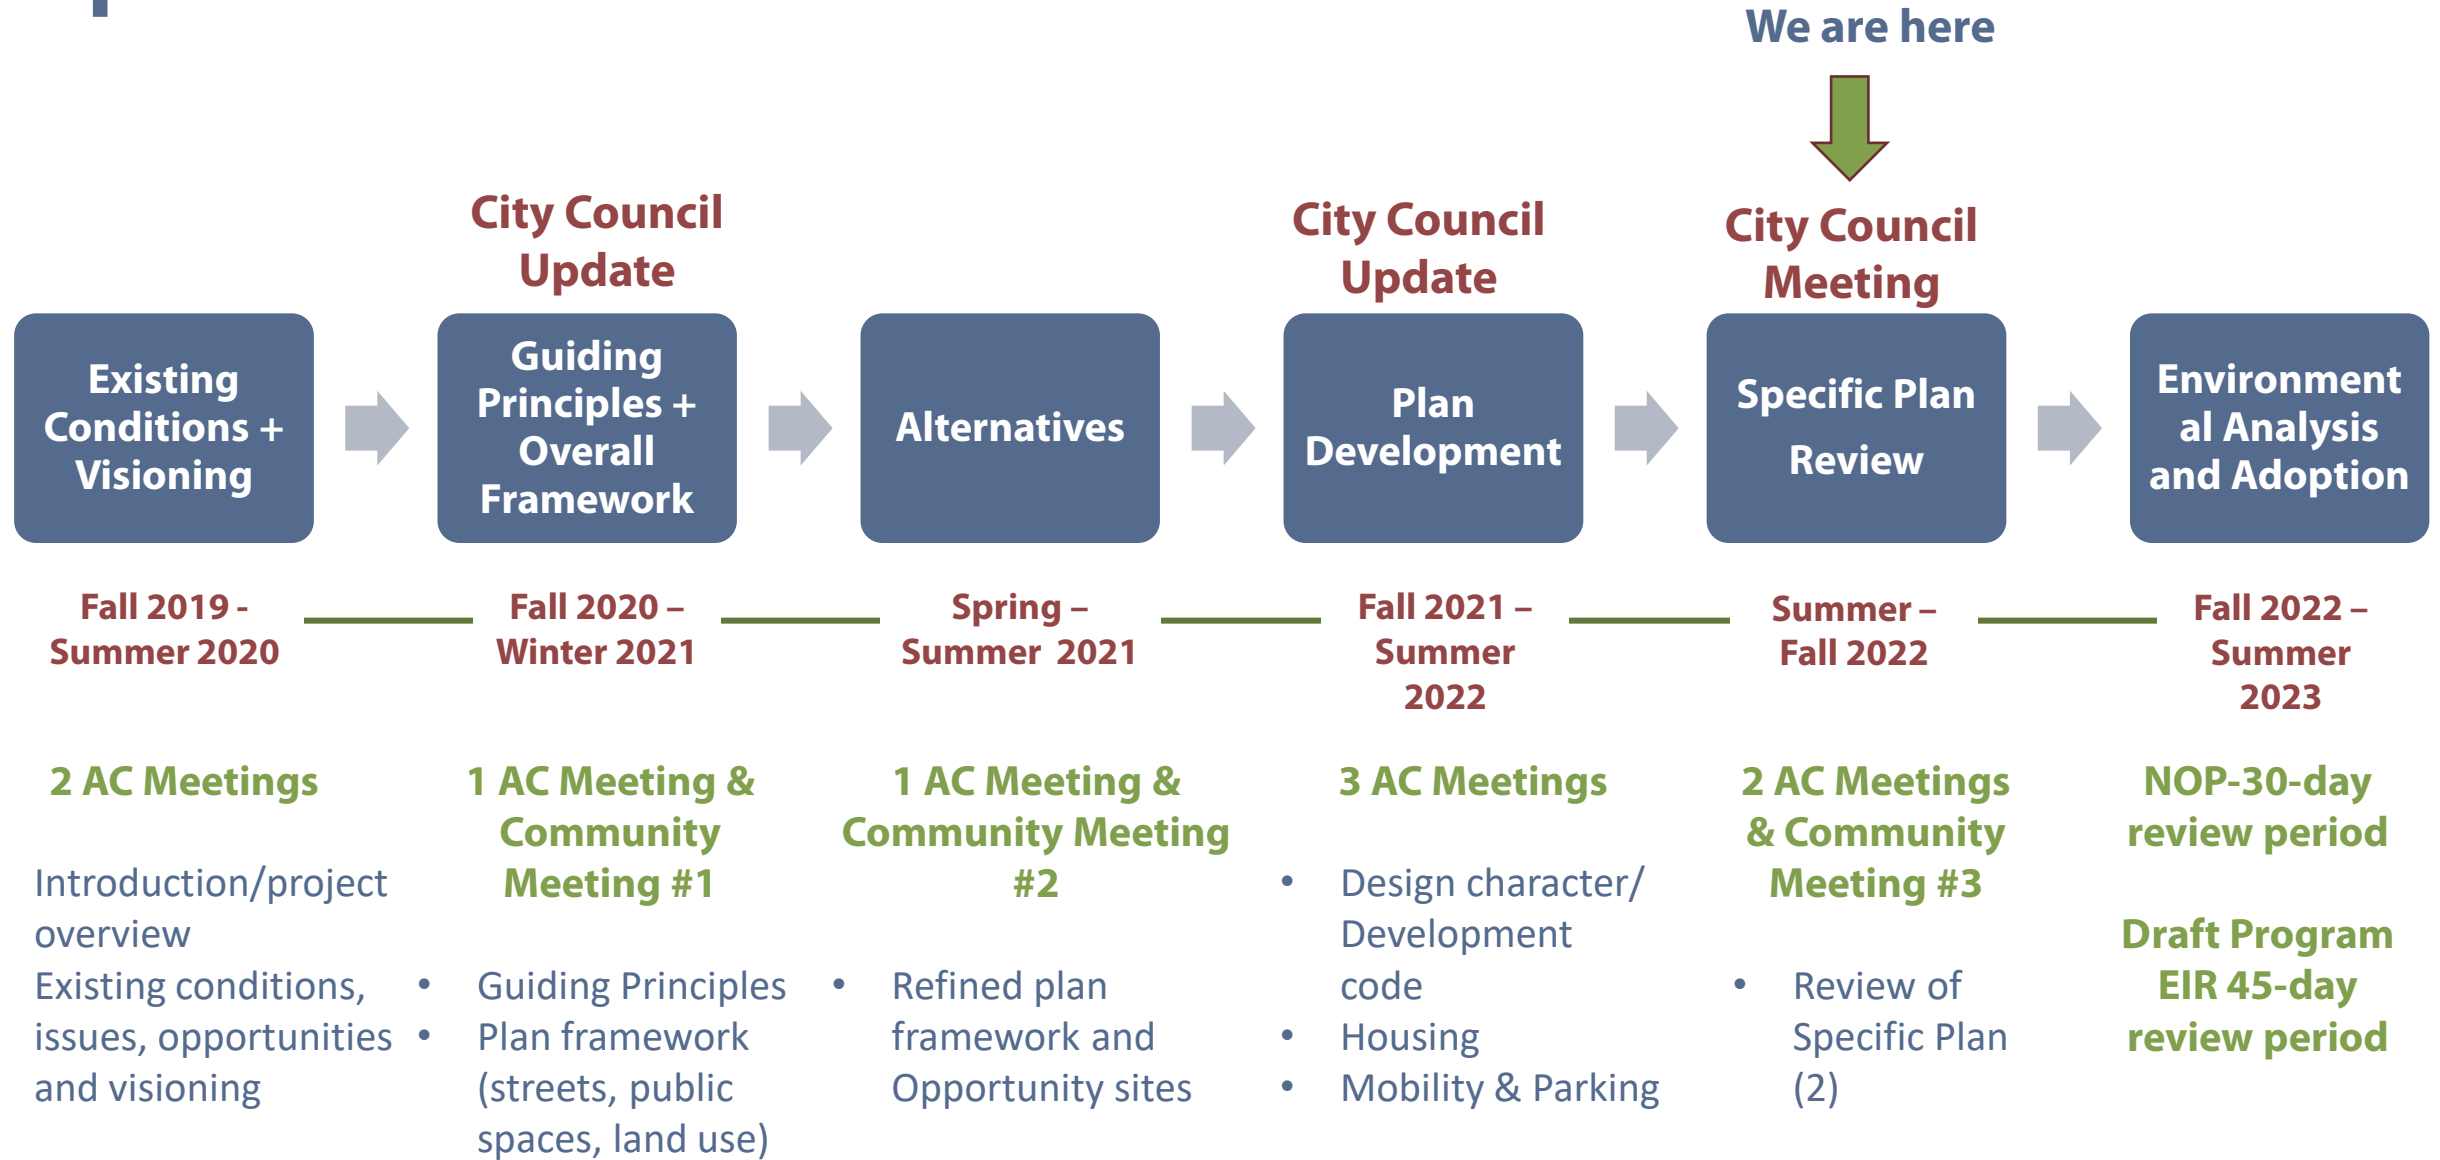 We are here
City Council
Update
City Council
Update
City Council
Meeting
Existing
Conditions +
Visioning
Guiding
Principles +
Overall
Framework
Alternatives
Plan
Development
Specific Plan
Review
Environment
al Analysis
and Adoption
Fall 2019 -
Summer 2020
Fall 2020 –
Winter 2021
Spring –
Summer 2021
Fall 2021 –
Summer
2022
Summer –
Fall 2022
Fall 2022 –
Summer
2023
2 AC Meetings
Introduction/project
overview
Existing conditions,
issues, opportunities
and visioning
1 AC Meeting &
Community
Meeting #1
• Guiding Principles
• Plan framework
(streets, public
spaces, land use)
1 AC Meeting &
Community Meeting
#2
• Refined plan
framework and
Opportunity sites
3 AC Meetings
• Design character/
Development
code
• Housing
• Mobility & Parking
2 AC Meetings
& Community
Meeting #3
• Review of
Specific Plan
(2)
NOP-30-day
review period
Draft Program
EIR 45-day
review period